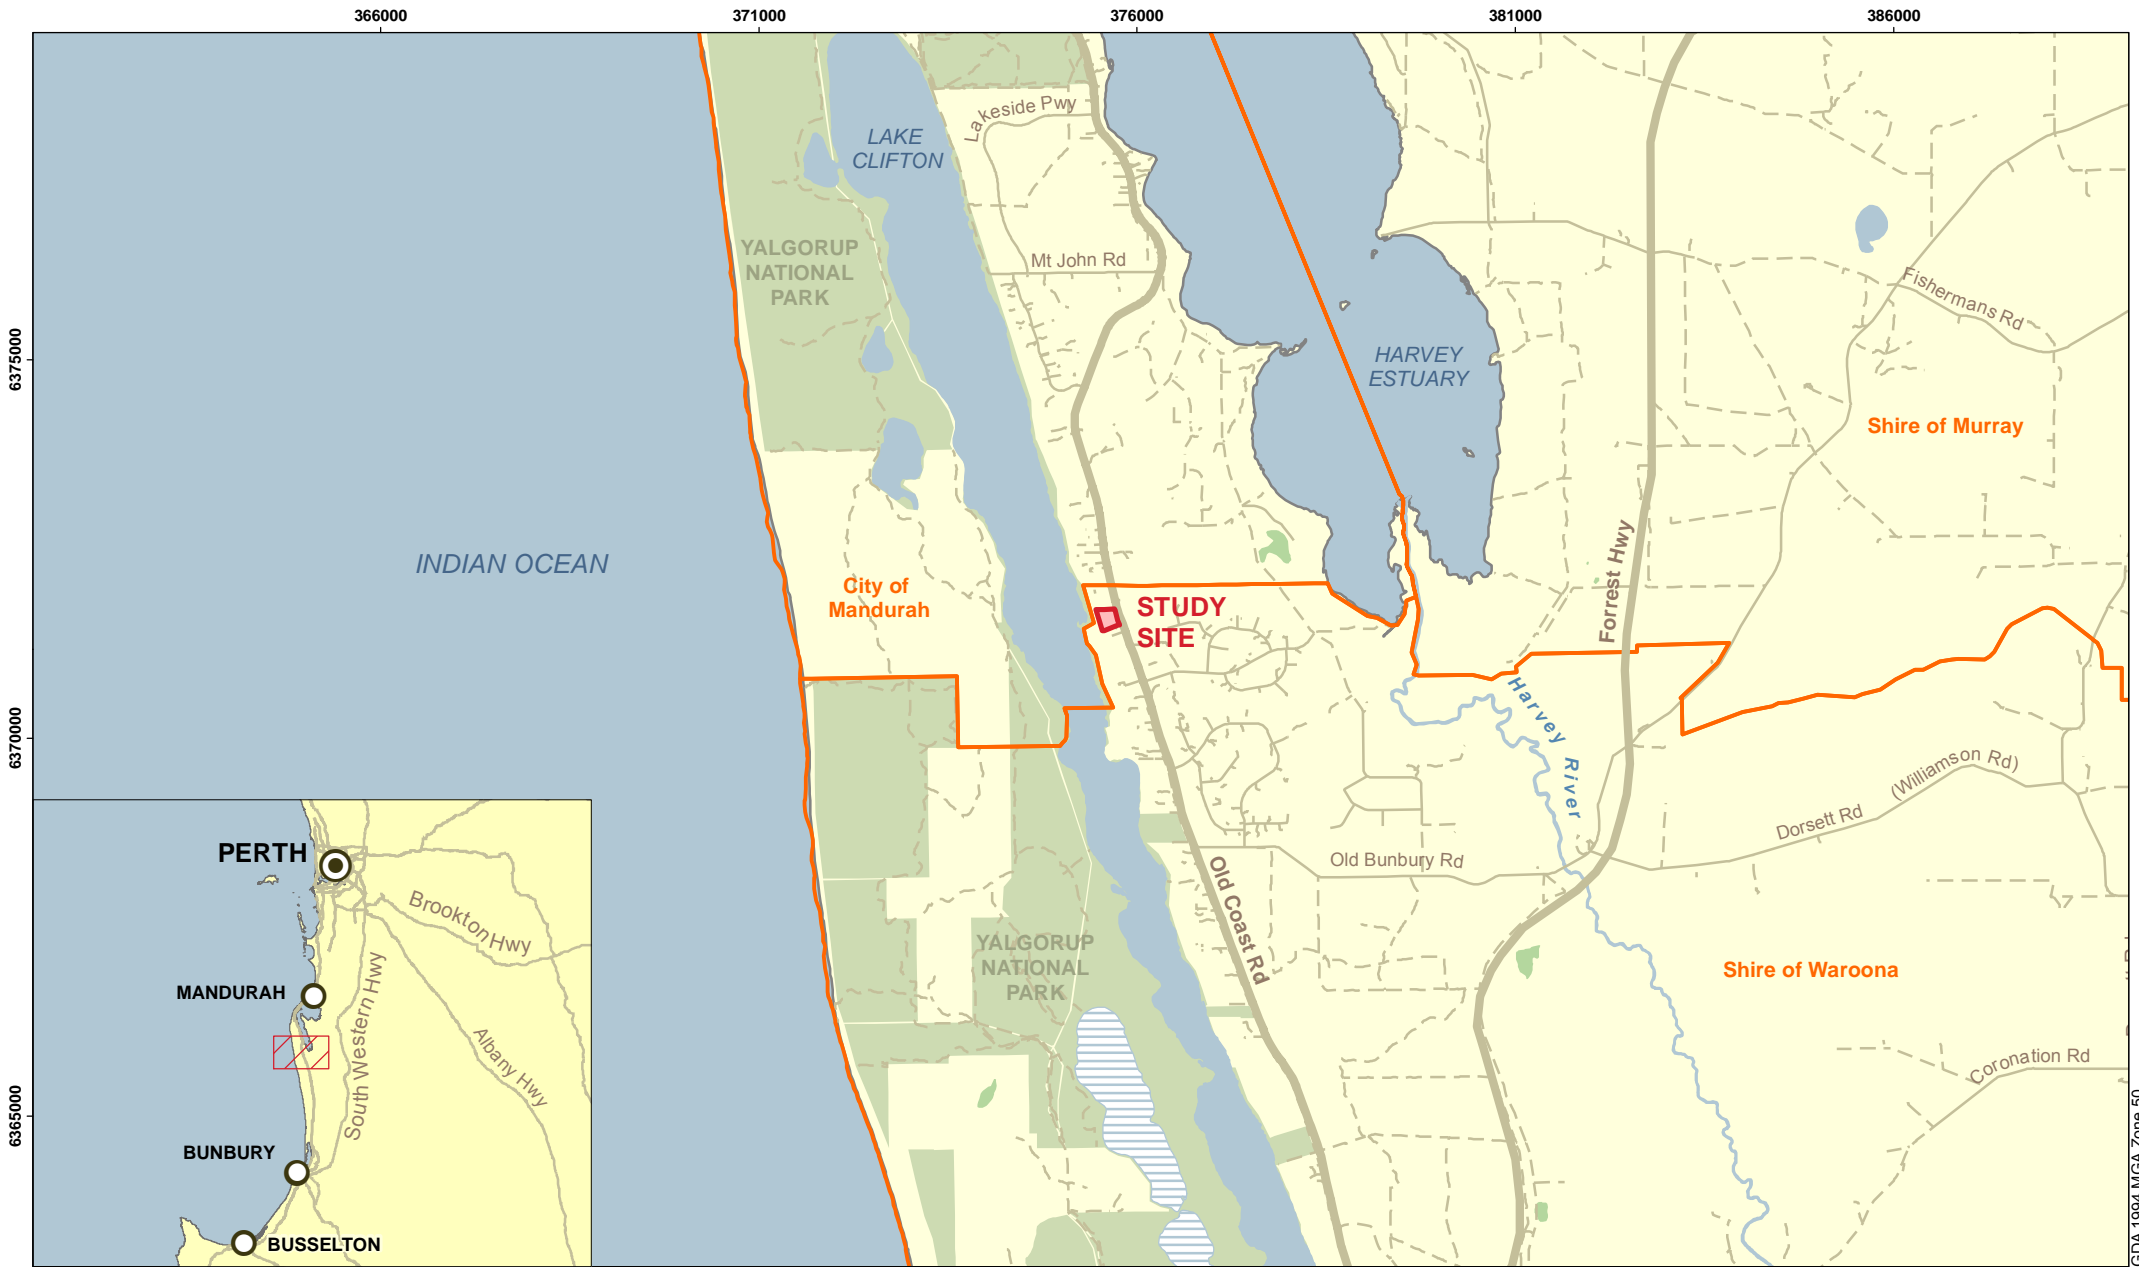 366000
371000
376000
381000
386000
6375000
6370000
6365000
LAKE
CLIFTON
Lakeside Pwy
YALGORUP
NATIONAL
PARK
Mt John Rd
HARVEY
ESTUARY
Fishermans Rd
Shire of Murray
INDIAN OCEAN
City of
Mandurah
STUDY
SITE
Forrest Hwy
Harvey River
(Williamson Rd)
Dorsett Rd
Old Bunbury Rd
Old Coast Rd
YALGORUP
NATIONAL
PARK
Shire of Waroona
Coronation Rd
PERTH
Brookton Hwy
MANDURAH
South Western Hwy
Albany Hwy
BUNBURY
BUSSELTON
GDA 1994 MGA Zone 50